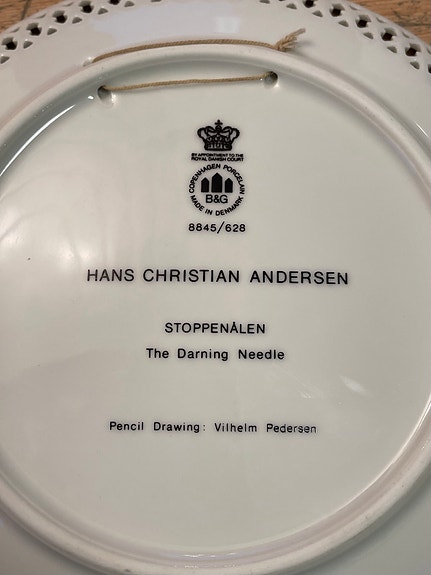 BY APPOINTMENT TO THE
ROYAL DANISH COURT
COPENHAGEN PORCELAIN
B&G
MADE IN DENMARK
8845/628
HANS CHRISTIAN ANDERSEN
STOPPENÅLEN
The Darning Needle
Pencil Drawing: Vilhelm Pedersen